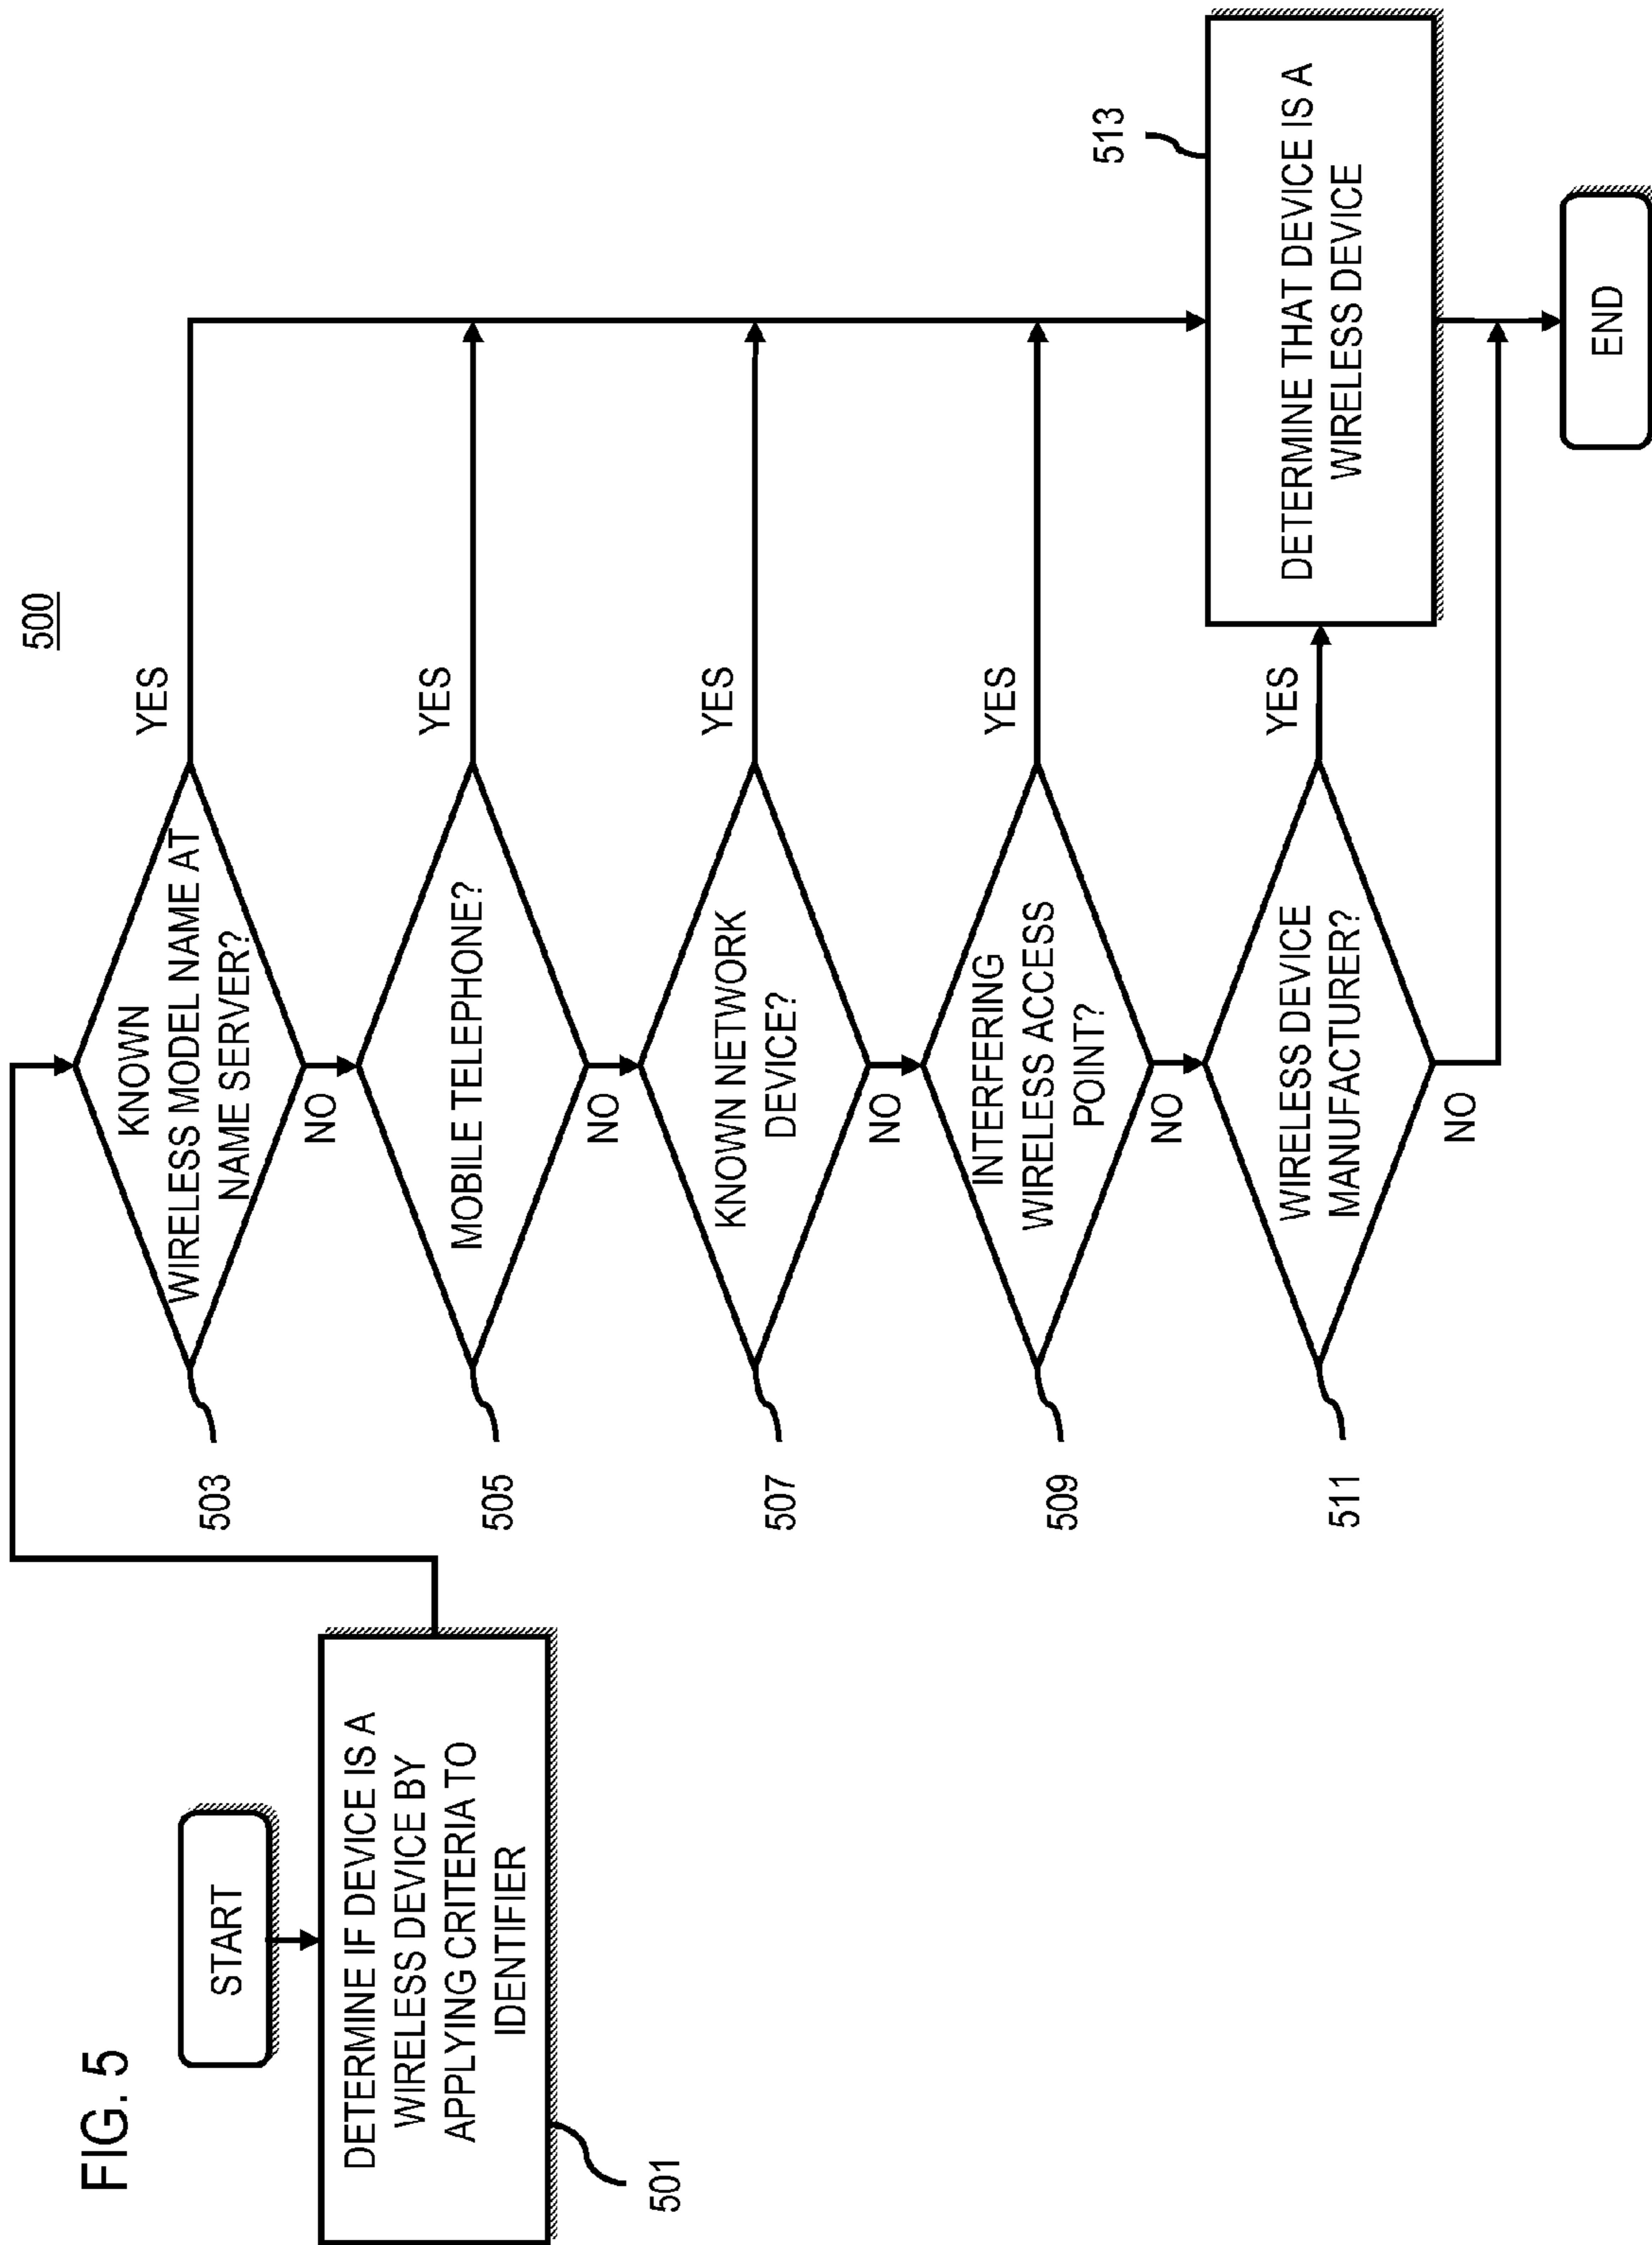 FIG. 5
500
START
DETERMINE IF DEVICE IS A
WIRELESS DEVICE BY
APPLYING CRITERIA TO
IDENTIFIER
501
KNOWN
WIRELESS MODEL NAME AT
NAME SERVER?
YES
NO
503
MOBILE TELEPHONE?
YES
NO
505
KNOWN NETWORK
DEVICE?
YES
NO
507
INTERFERING
WIRELESS ACCESS
POINT?
YES
NO
509
WIRELESS DEVICE
MANUFACTURER?
YES
NO
511
513
DETERMINE THAT DEVICE IS A
WIRELESS DEVICE
END